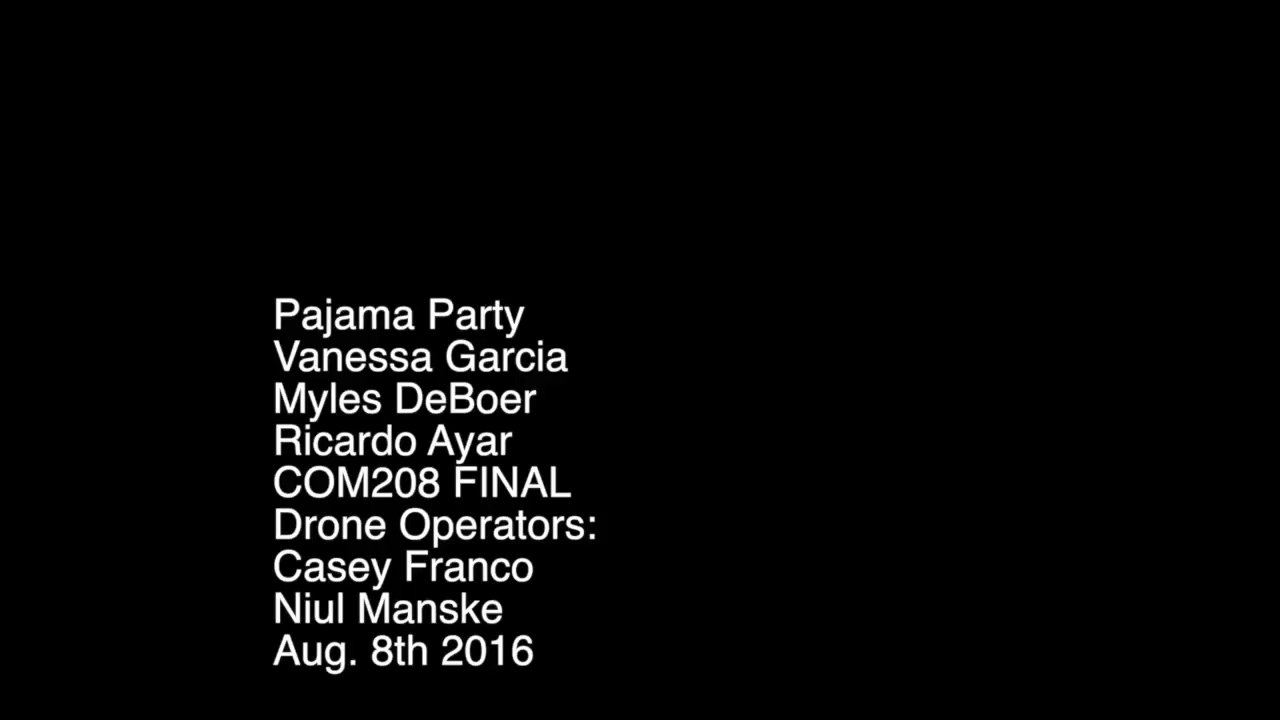 Pajama Party
Vanessa Garcia
Myles DeBoer
Ricardo Ayar
COM208 FINAL
Drone Operators:
Casey Franco
Niul Manske
Aug. 8th 2016